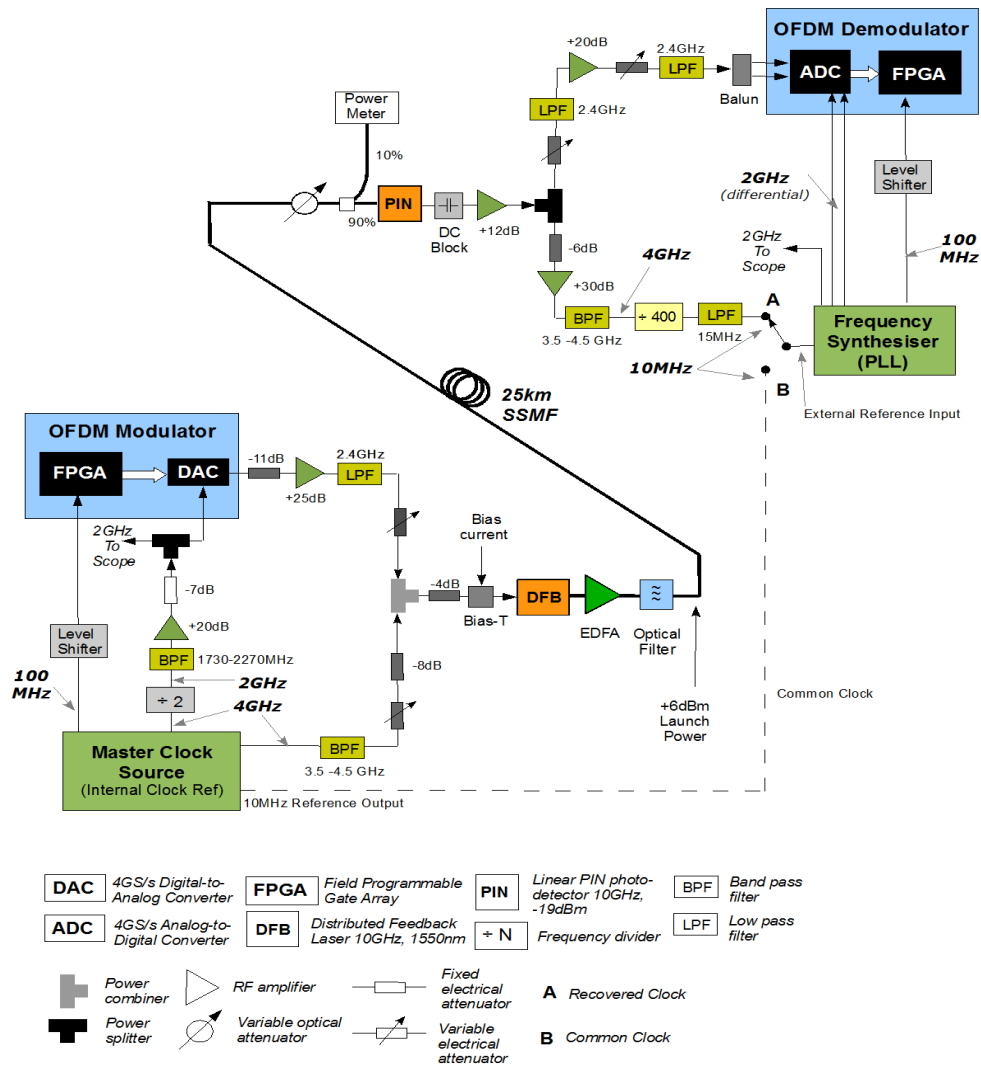 OFDM Demodulator
ADC
FPGA
+20dB
2.4GHz
LPF
Balun
LPF
2.4GHz
Power
Meter
10%
90%
PIN
DC
Block
+12dB
-6dB
+30dB
4GHz
BPF
3.5 -4.5 GHz
÷ 400
LPF
15MHz
10MHz
A
B
2GHz
(differential)
Level
Shifter
2GHz
To
Scope
100
MHz
Frequency
Synthesiser
(PLL)
External Reference Input
25km
SSMF
OFDM Modulator
FPGA
DAC
-11dB
+25dB
2.4GHz
LPF
2GHz
To
Scope
-7dB
+20dB
BPF
1730-2270MHz
2GHz
÷ 2
4GHz
Level
Shifter
100
MHz
Master Clock
Source
(Internal Clock Ref)
BPF
3.5 -4.5 GHz
10MHz Reference Output
-8dB
-4dB
Bias
current
Bias-T
DFB
EDFA
Optical
Filter
+6dBm
Launch
Power
Common Clock
DAC
4GS/s Digital-to-
Analog Converter
FPGA
Field Programmable
Gate Array
PIN
Linear PIN photo-
detector 10GHz,
-19dBm
BPF
Band pass
filter
ADC
4GS/s Analog-to-
Digital Converter
DFB
Distributed Feedback
Laser 10GHz, 1550nm
÷ N
Frequency divider
LPF
Low pass
filter
Power
combiner
RF amplifier
Fixed
electrical
attenuator
A
Recovered Clock
Power
splitter
Variable optical
attenuator
Variable
electrical
attenuator
B
Common Clock